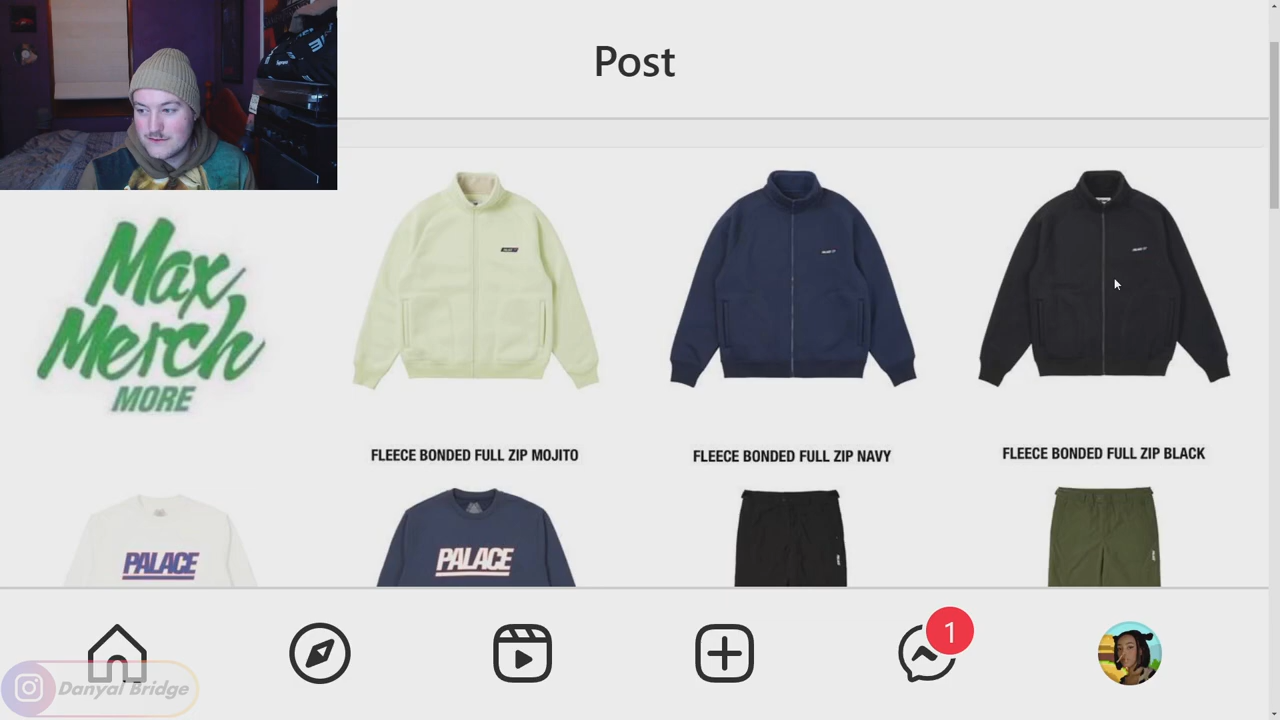 Post
Max
Merch
MORE
FLEECE BONDED FULL ZIP MOJITO
FLEECE BONDED FULL ZIP NAVY
FLEECE BONDED FULL ZIP BLACK
PALACE
PALACE
1
Danyal Bridge